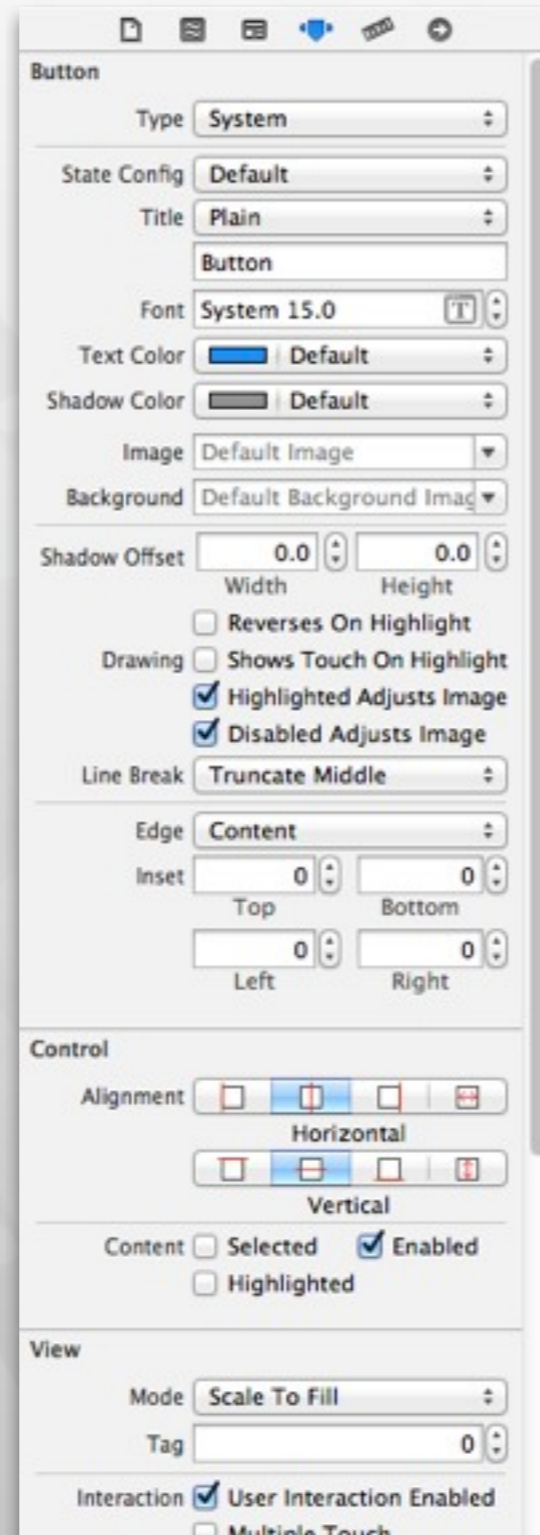 Button
Type System
State Config Default
Title Plain
Button
Font System 15.0 T
Text Color Default
Shadow Color Default
Image Default Image
Background Default Background Imag
Shadow Offset 0.0 0.0
Width Height
Reverses On Highlight
Drawing Shows Touch On Highlight
Highlighted Adjusts Image
Disabled Adjusts Image
Line Break Truncate Middle
Edge Content
Inset 0 0
Top Bottom
0 0
Left Right
Control
Alignment
Horizontal
Vertical
Content Selected Enabled
Highlighted
View
Mode Scale To Fill
Tag 0
Interaction User Interaction Enabled
Multiple Touch